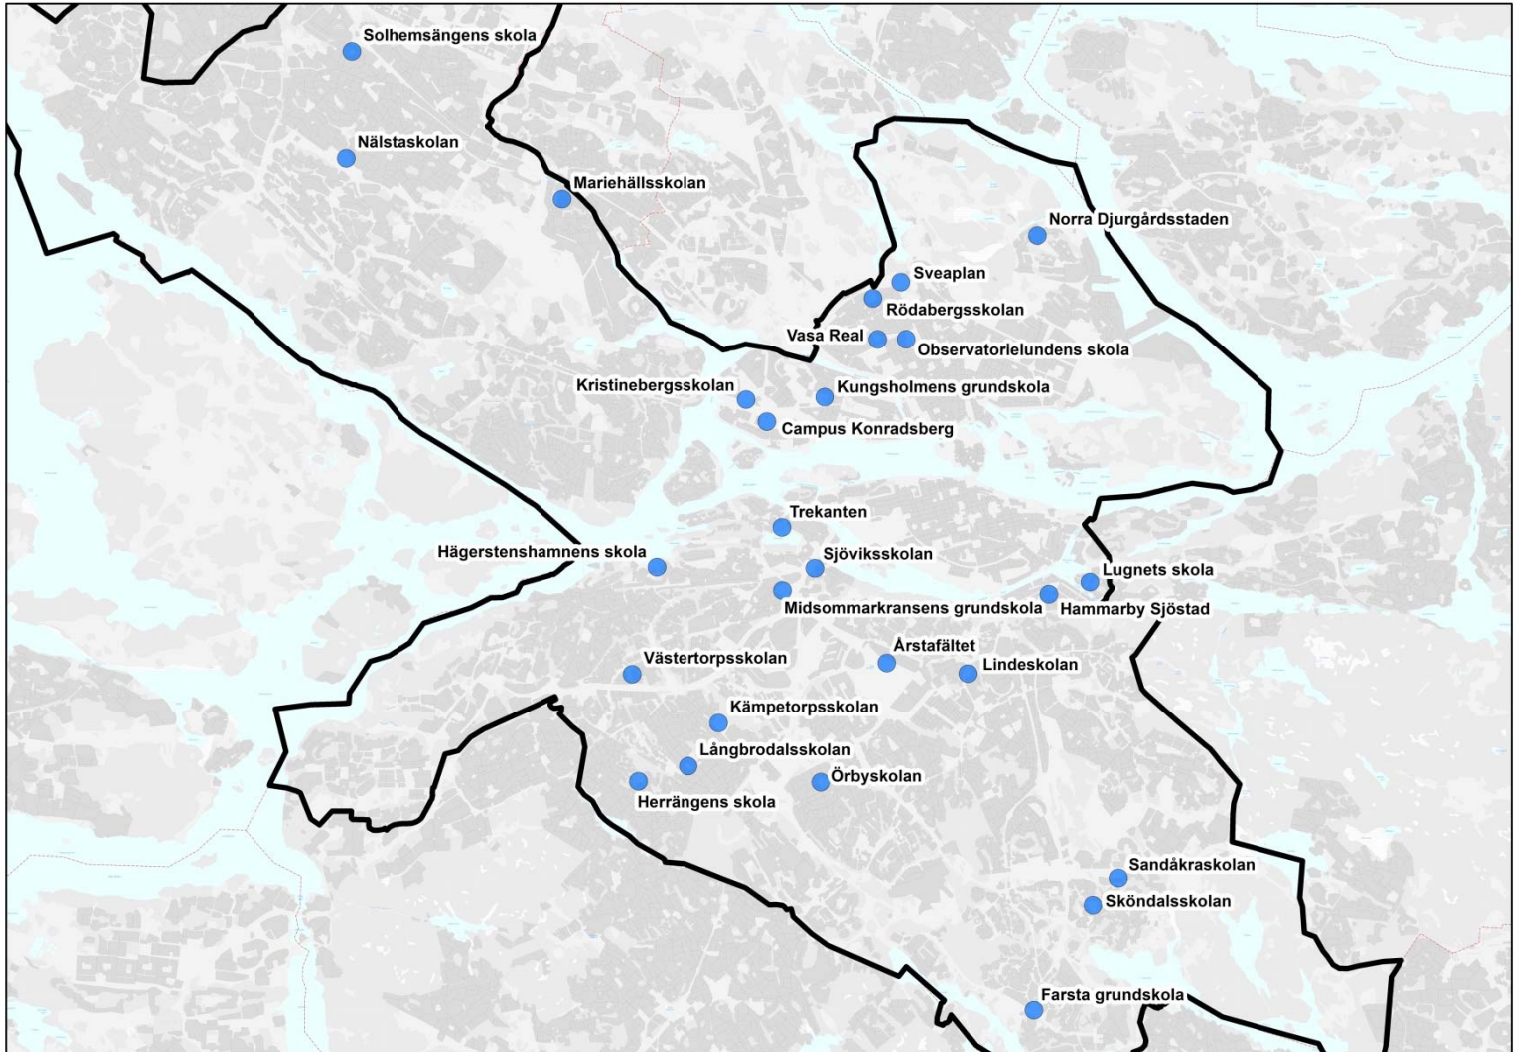 Solhemsängens skola
Nälstaskolan
Mariehällsskolan
Norra Djurgårdsstaden
Sveaplan
Rödabergsskolan
Vasa Real
Observatorielundens skola
Kristinebergsskolan
Kungsholmens grundskola
Campus Konradsberg
Trekanten
Hägerstenshamnens skola
Sjöviksskolan
Lugnets skola
Midsommarkransens grundskola
Hammarby Sjöstad
Årstafältet
Västertorpsskolan
Lindeskolan
Kämpetorpsskolan
Långbrodalsskolan
Örbyskolan
Herrängens skola
Sandåkraskolan
Sköndalsskolan
Farsta grundskola